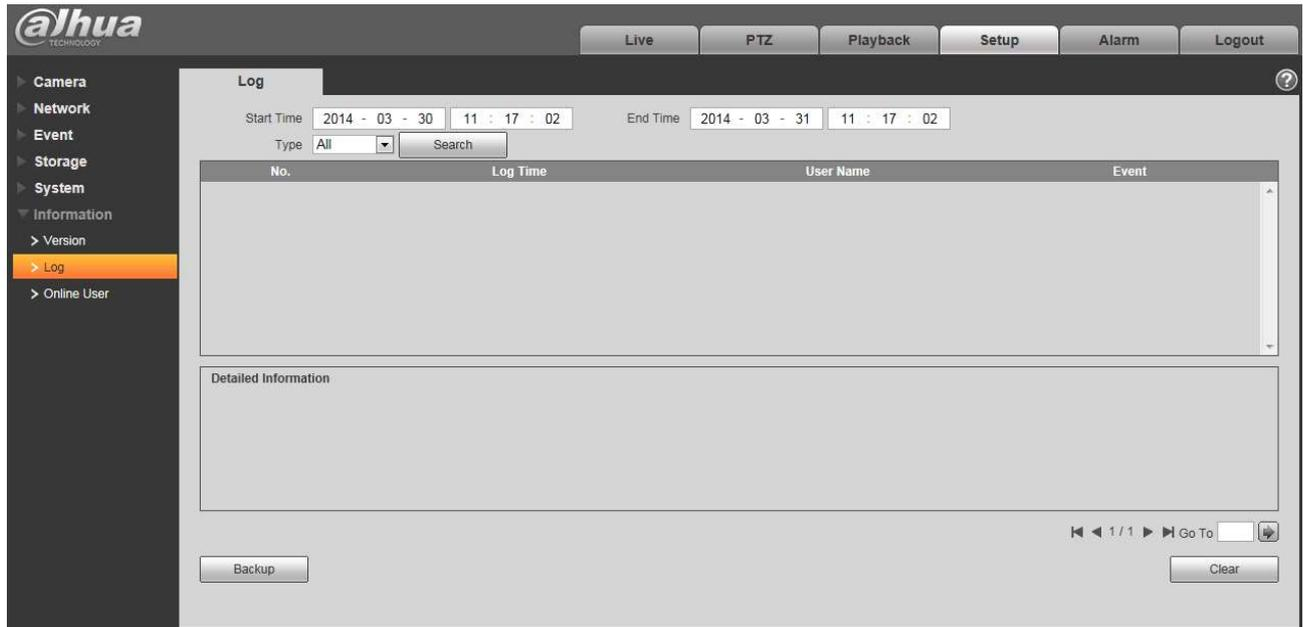 alhua
TECHNOLOGY
Live PTZ Playback Setup Alarm Logout
Camera
Network
Event
Storage
System
Information
> Version
> Log
> Online User
Log
?
Start Time 2014 - 03 - 30 11 : 17 : 02 End Time 2014 - 03 - 31 11 : 17 : 02
Type All Search
No. Log Time User Name Event
Detailed Information
1 / 1 Go To
Backup Clear